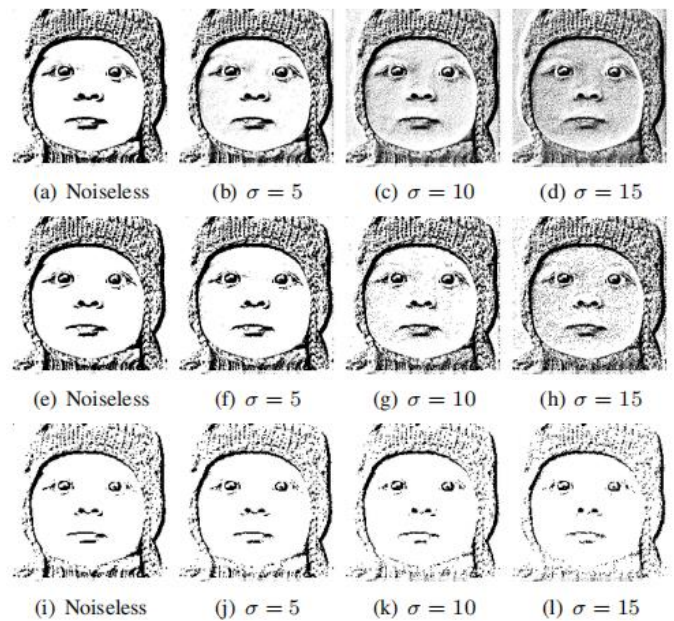 (a) Noiseless (b) σ = 5 (c) σ = 10 (d) σ = 15
(e) Noiseless (f) σ = 5 (g) σ = 10 (h) σ = 15
(i) Noiseless (j) σ = 5 (k) σ = 10 (l) σ = 15